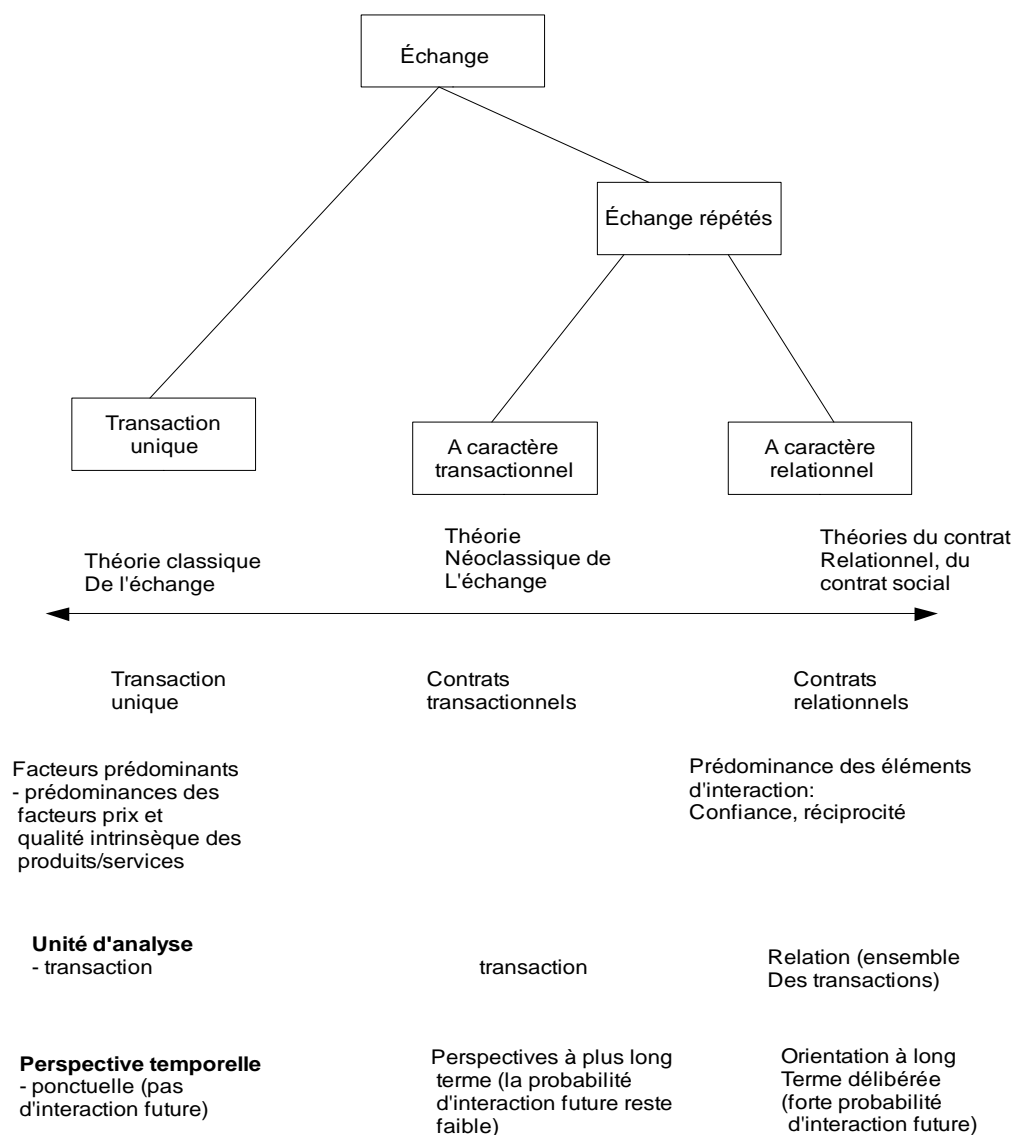 Échange
Échange répétés
Transaction
unique
A caractère
transactionnel
A caractère
relationnel
Théorie classique
De l'échange
Théorie
Néoclassique de
L'échange
Théories du contrat
Relationnel, du
contrat social
Transaction
unique
Contrats
transactionnels
Contrats
relationnels
Facteurs prédominants
- prédominances des
facteurs prix et
qualité intrinsèque des
produits/services
Prédominance des éléments
d'interaction:
Confiance, réciprocité
Unité d'analyse
- transaction
transaction
Relation (ensemble
Des transactions)
Perspective temporelle
- ponctuelle (pas
d'interaction future)
Perspectives à plus long
terme (la probabilité
d'interaction future reste
faible)
Orientation à long
Terme délibérée
(forte probabilité
d'interaction future)